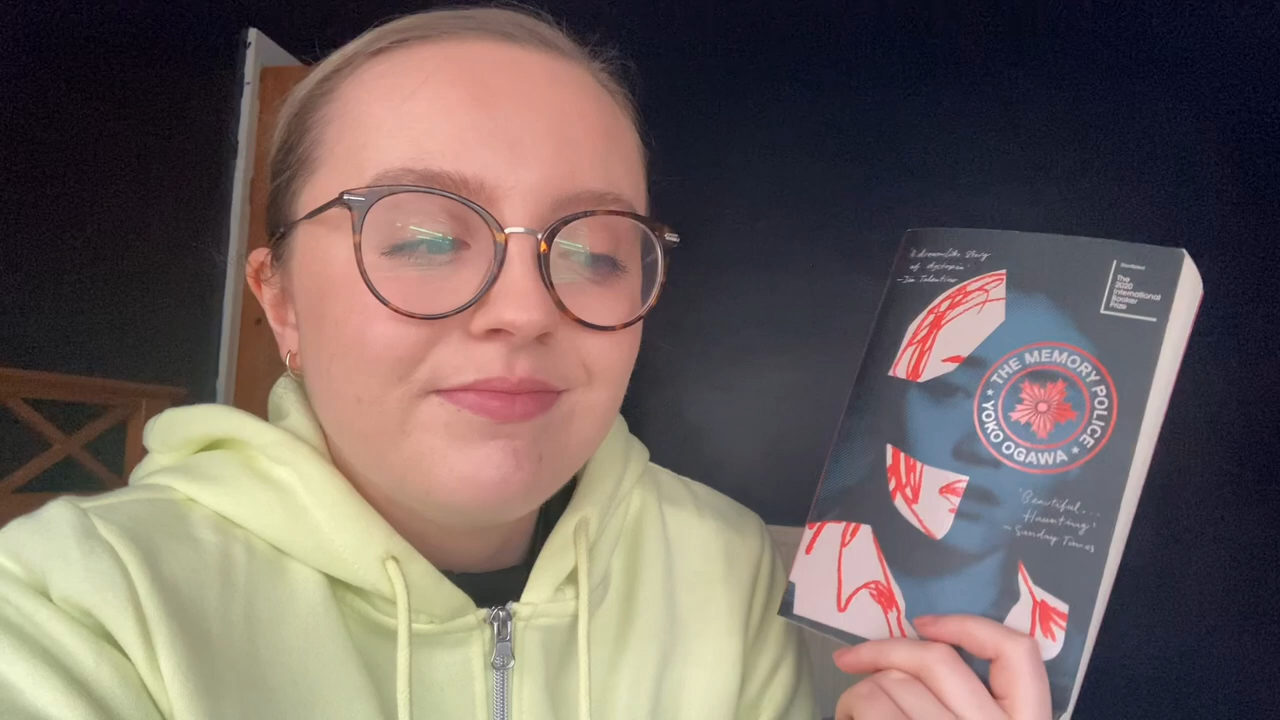 'A dreamlike story
of dystopia'
—Jia Tolentino
Shortlisted
The
2020
International
Booker
Prize
THE MEMORY POLICE
YOKO OGAWA
'Beautiful...
Haunting'
—Sunday Times